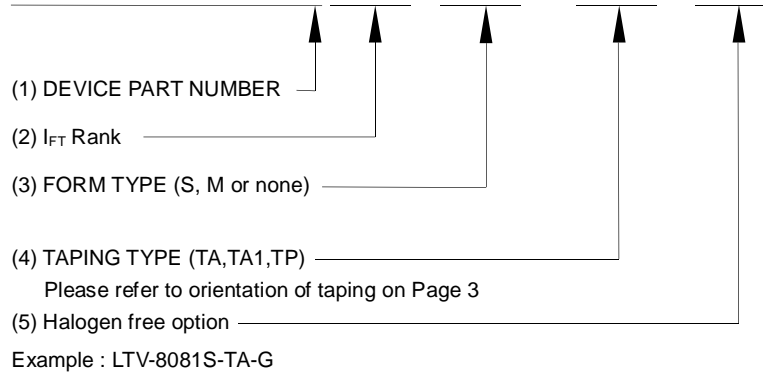 (1) DEVICE PART NUMBER
(2) IFT Rank
(3) FORM TYPE (S, M or none)
(4) TAPING TYPE (TA,TA1,TP)
Please refer to orientation of taping on Page 3
(5) Halogen free option
Example : LTV-8081S-TA-G